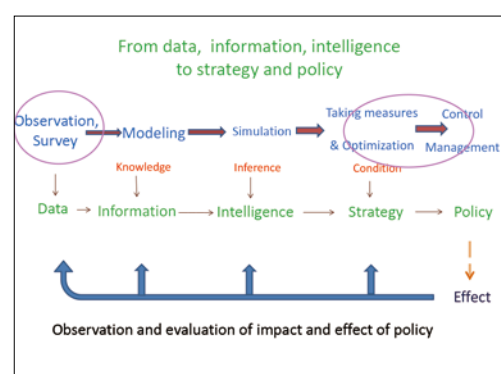 From data, information, intelligence
to strategy and policy
Observation,
Survey
Modeling
Simulation
Taking measures
& Optimization
Control
Management
Knowledge
Inference
Condition
Data
Information
Intelligence
Strategy
Policy
Effect
Observation and evaluation of impact and effect of policy